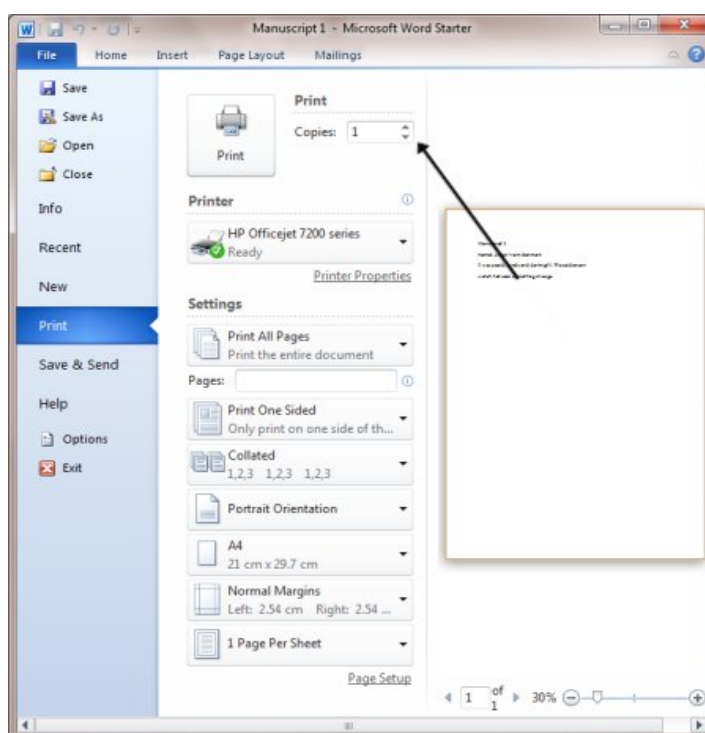 Manuscript 1 - Microsoft Word Starter
File Home Insert Page Layout Mailings
Save
Save As
Open
Close
Info
Recent
New
Print
Save & Send
Help
Options
Exit
Print
Print
Copies: 1
Printer
HP Officejet 7200 series
Ready
Printer Properties
Settings
Print All Pages
Print the entire document
Pages:
Print One Sided
Only print on one side of th...
Collated
1,2,3 1,2,3 1,2,3
Portrait Orientation
A4
21 cm x 29.7 cm
Normal Margins
Left: 2.54 cm Right: 2.54 ...
1 Page Per Sheet
Page Setup
1 of 1
30%